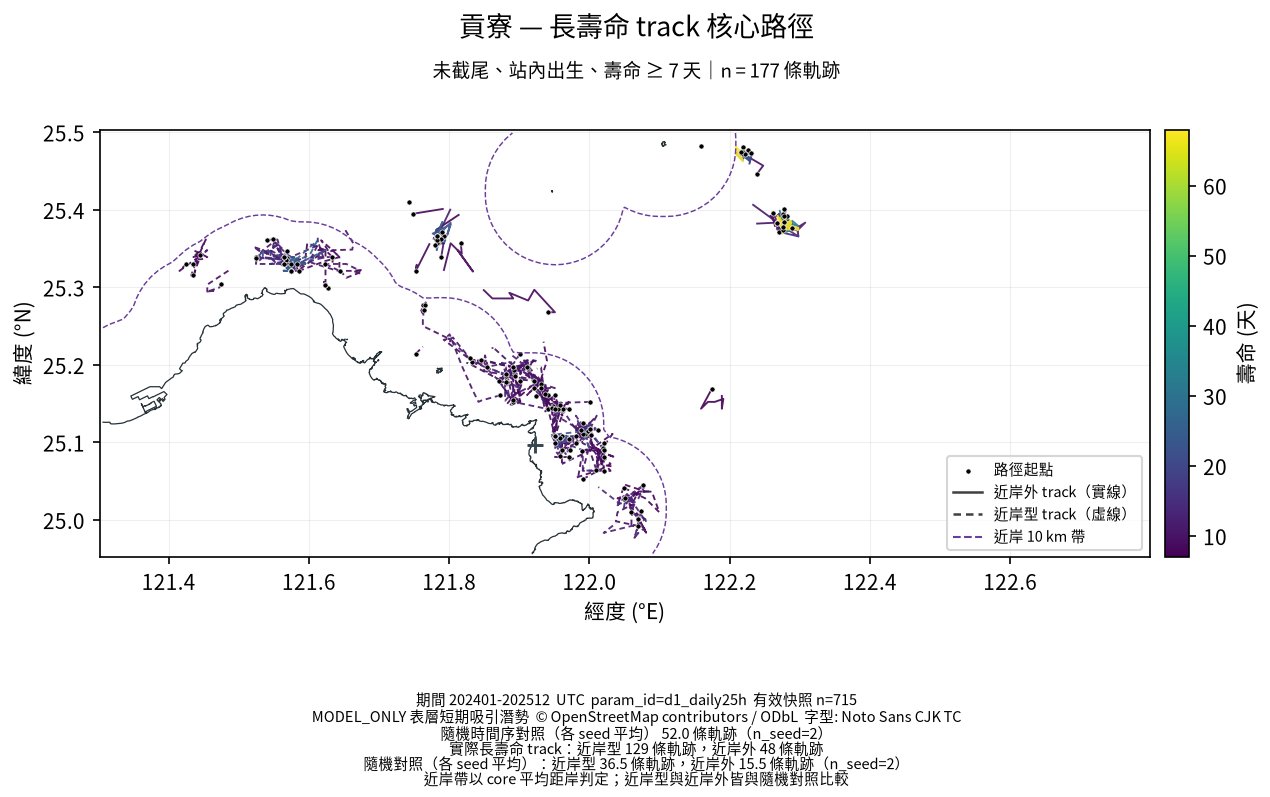 貢寮 — 長壽命 track 核心路徑
未截尾、站內出生、壽命 ≥ 7 天｜n = 177 條軌跡
25.5
25.4
25.3
25.2
25.1
25.0
緯度 (°N)
121.4 121.6 121.8 122.0 122.2 122.4 122.6
經度 (°E)
路徑起點
近岸外 track（實線）
近岸型 track（虛線）
近岸 10 km 帶
60
50
40
30
20
10
壽命 (天)
期間 202401-202512 UTC param_id=d1_daily25h 有效快照 n=715
MODEL_ONLY 表層短期吸引潛勢 © OpenStreetMap contributors / ODbL 字型: Noto Sans CJK TC
隨機時間序對照（各 seed 平均） 52.0 條軌跡（n_seed=2）
實際長壽命 track：近岸型 129 條軌跡，近岸外 48 條軌跡
隨機對照（各 seed 平均）：近岸型 36.5 條軌跡，近岸外 15.5 條軌跡（n_seed=2）
近岸帶以 core 平均距岸判定；近岸型與近岸外皆與隨機對照比較